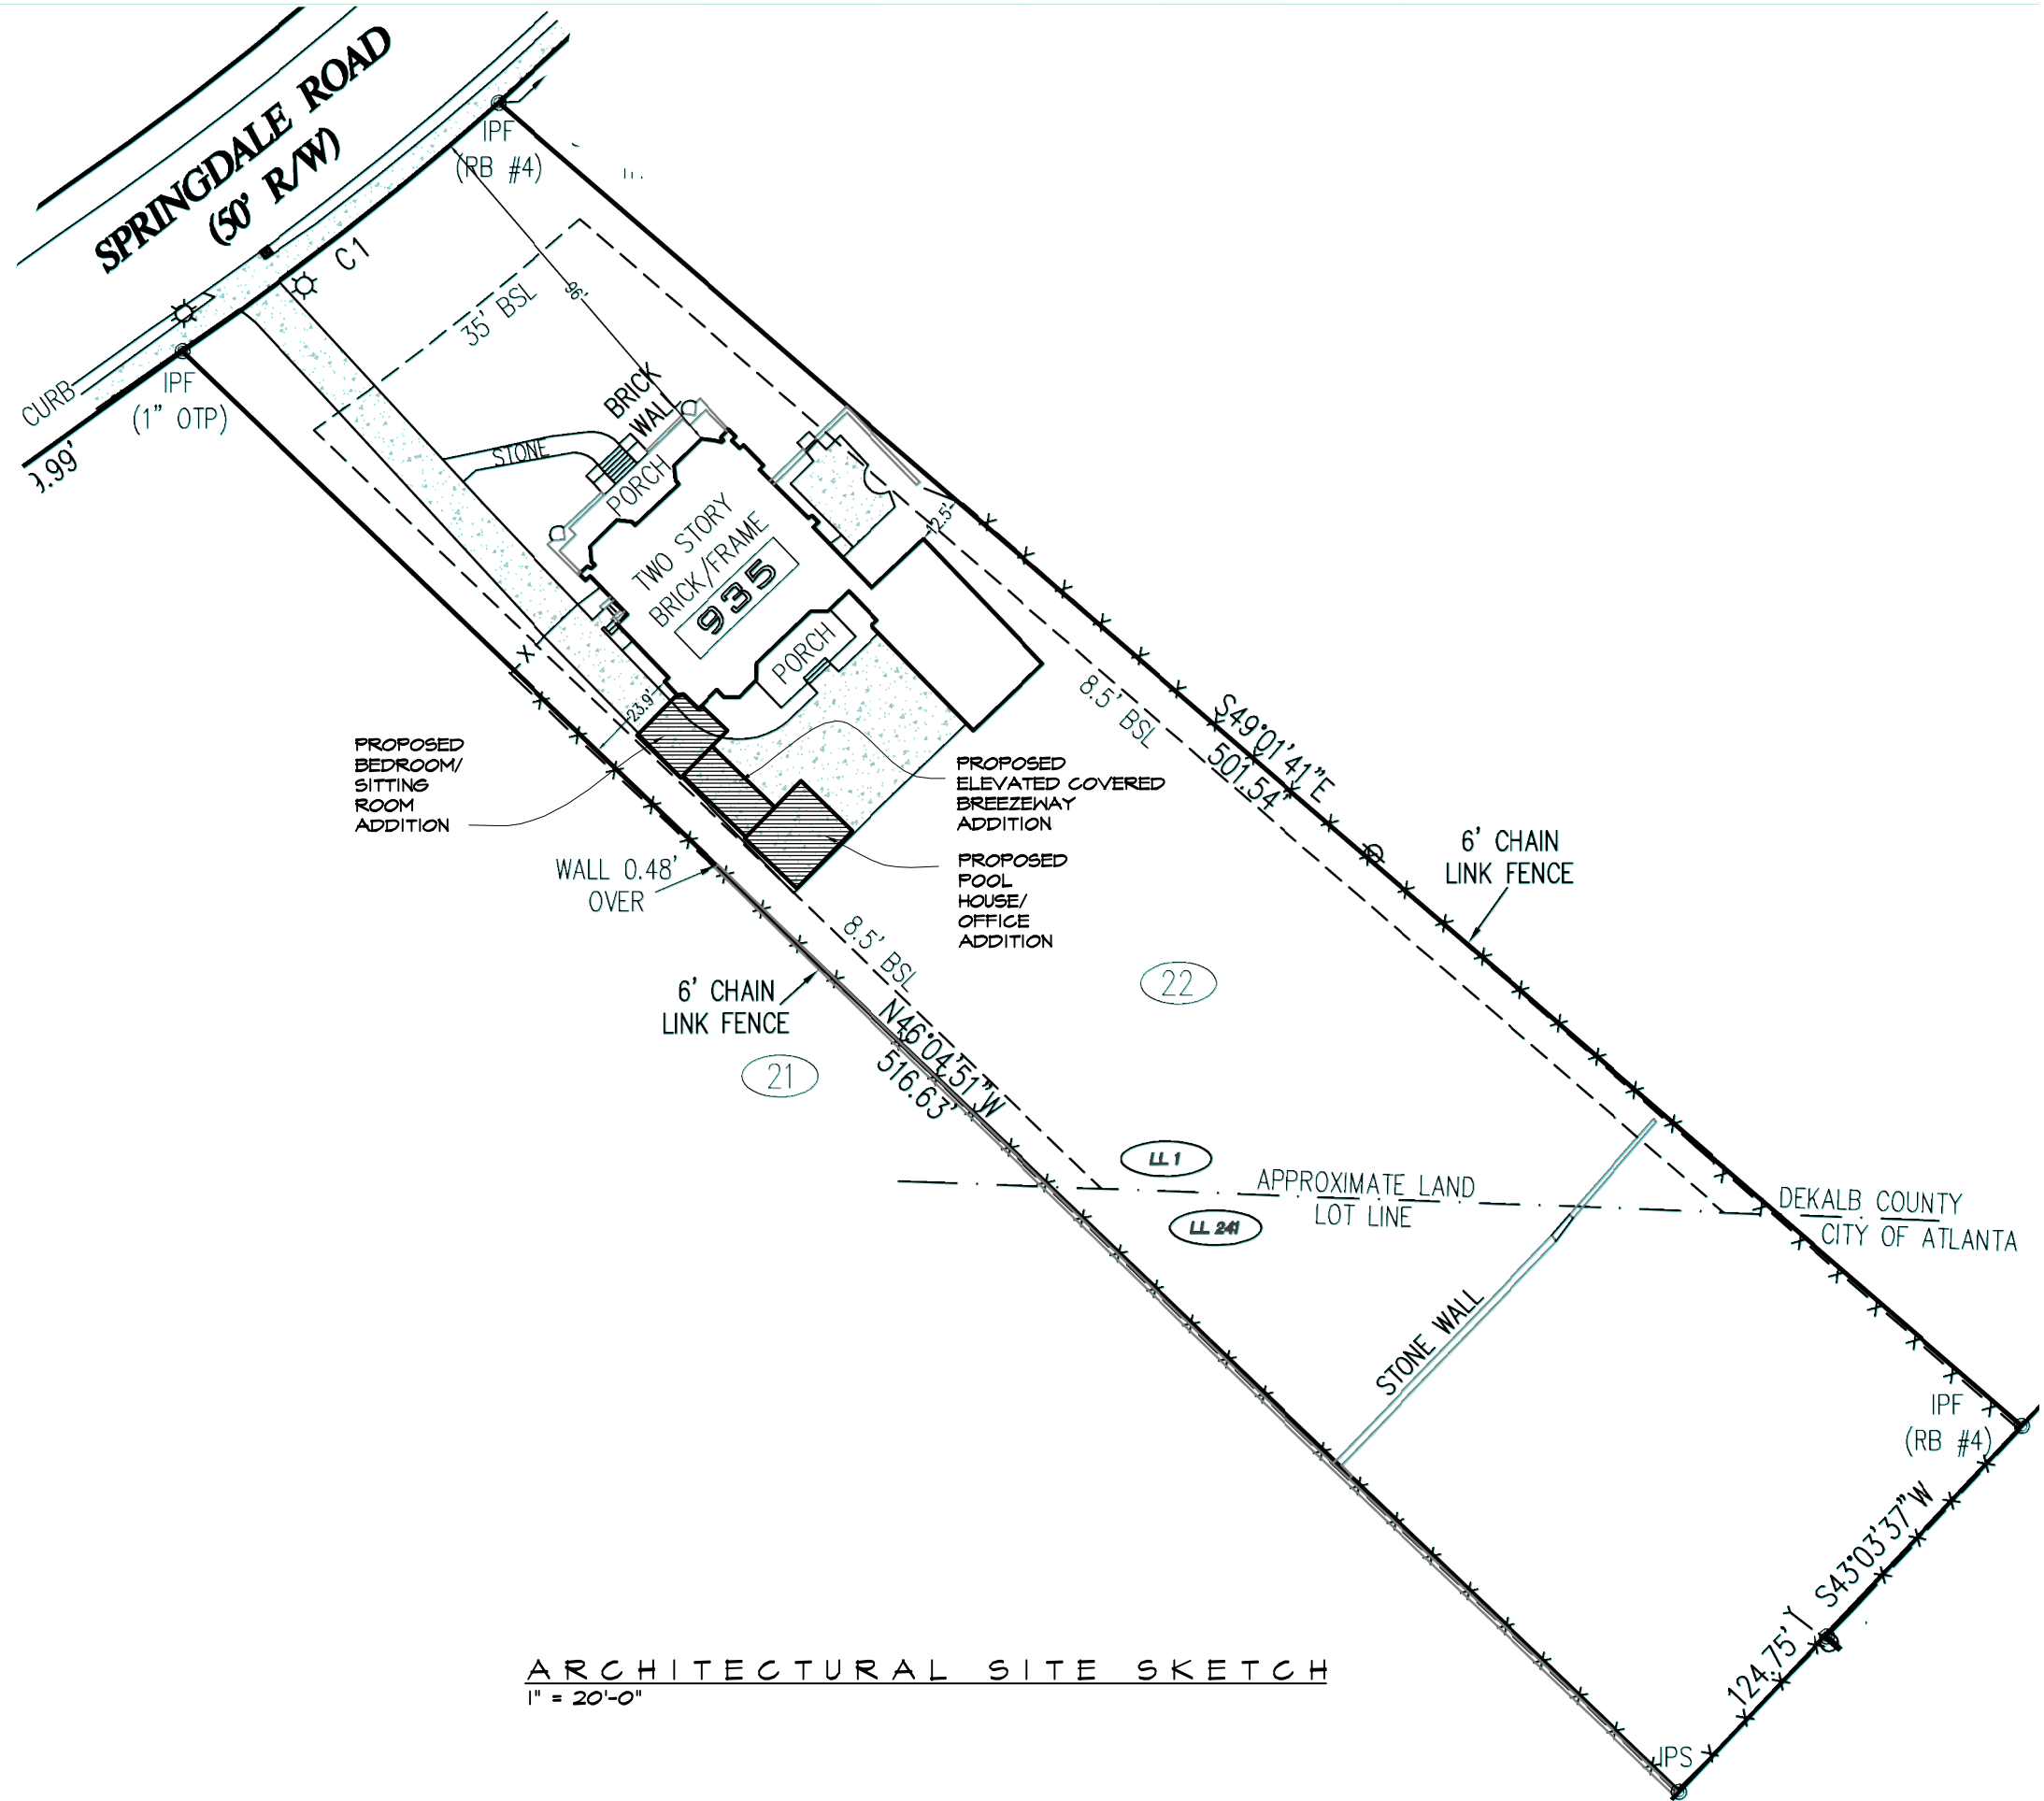 SPRINGDALE ROAD
(50' R/W)
IPF
(RB #4)
C1
35' BSL
96'
CURB
IPF
(1" OTP)
BRICK
WALL
STONE
PORCH
TWO STORY
BRICK/FRAME
935
PORCH
12.5'
23.9'
8.5' BSL
S49°01'41"E
501.54'
PROPOSED
BEDROOM/
SITTING
ROOM
ADDITION
PROPOSED
ELEVATED COVERED
BREEZEWAY
ADDITION
PROPOSED
POOL
HOUSE/
OFFICE
ADDITION
6' CHAIN
LINK FENCE
WALL 0.48'
OVER
8.5' BSL
6' CHAIN
LINK FENCE
22
21
N46°04'51"W
516.63'
LL 1
APPROXIMATE LAND
LOT LINE
LL 241
DEKALB COUNTY
CITY OF ATLANTA
STONE WALL
IPF
(RB #4)
S43°03'37"W
124.75'
IPS
ARCHITECTURAL SITE SKETCH
1" = 20'-0"